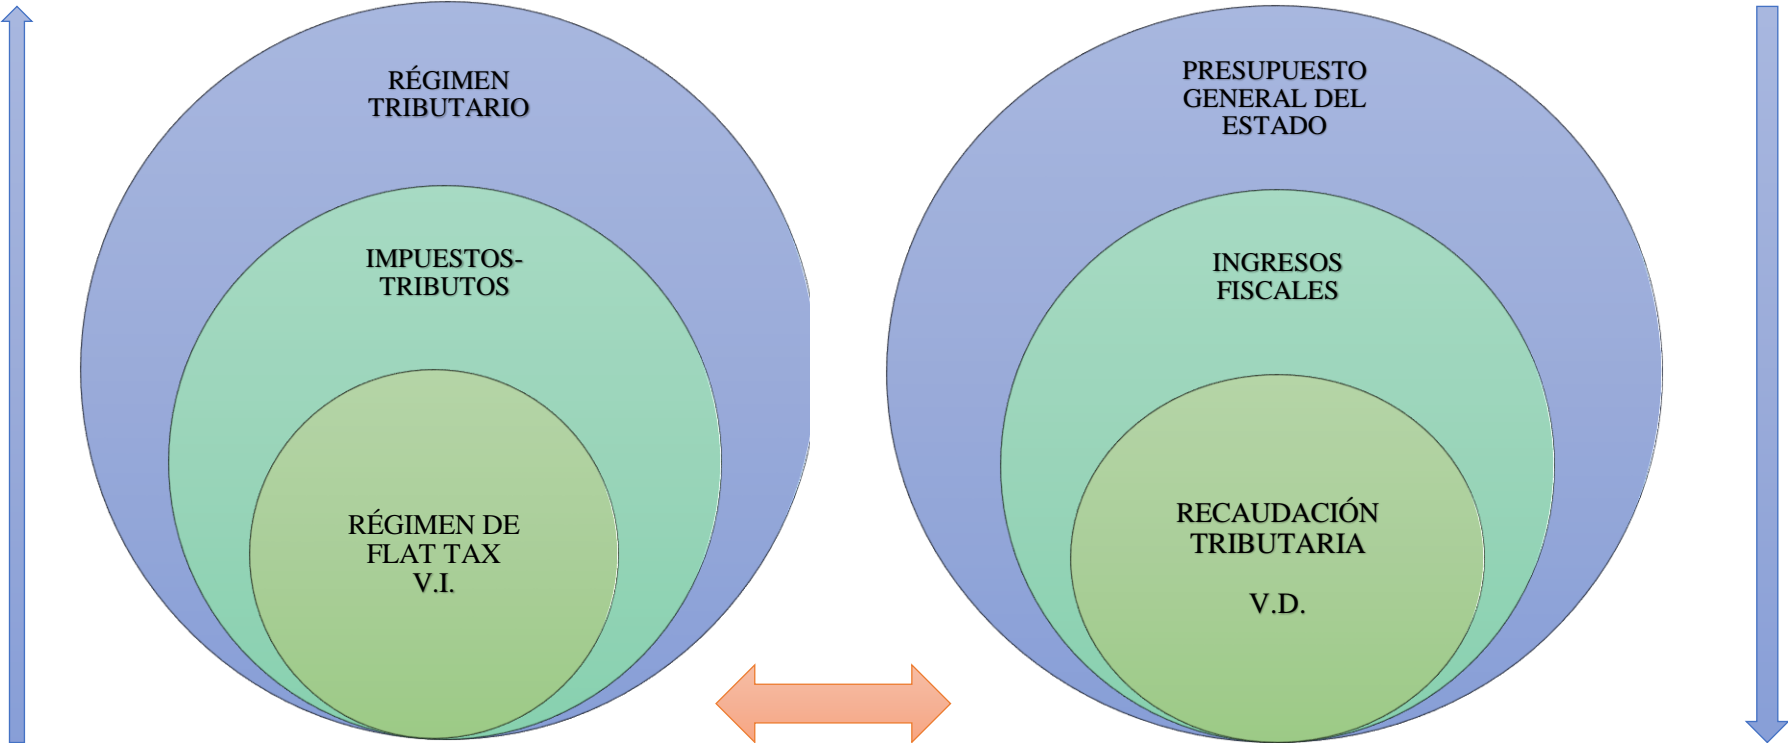 RÉGIMEN
TRIBUTARIO
IMPUESTOS-
TRIBUTOS
RÉGIMEN DE
FLAT TAX
V.I.
PRESUPUESTO
GENERAL DEL
ESTADO
INGRESOS
FISCALES
RECAUDACIÓN
TRIBUTARIA
V.D.